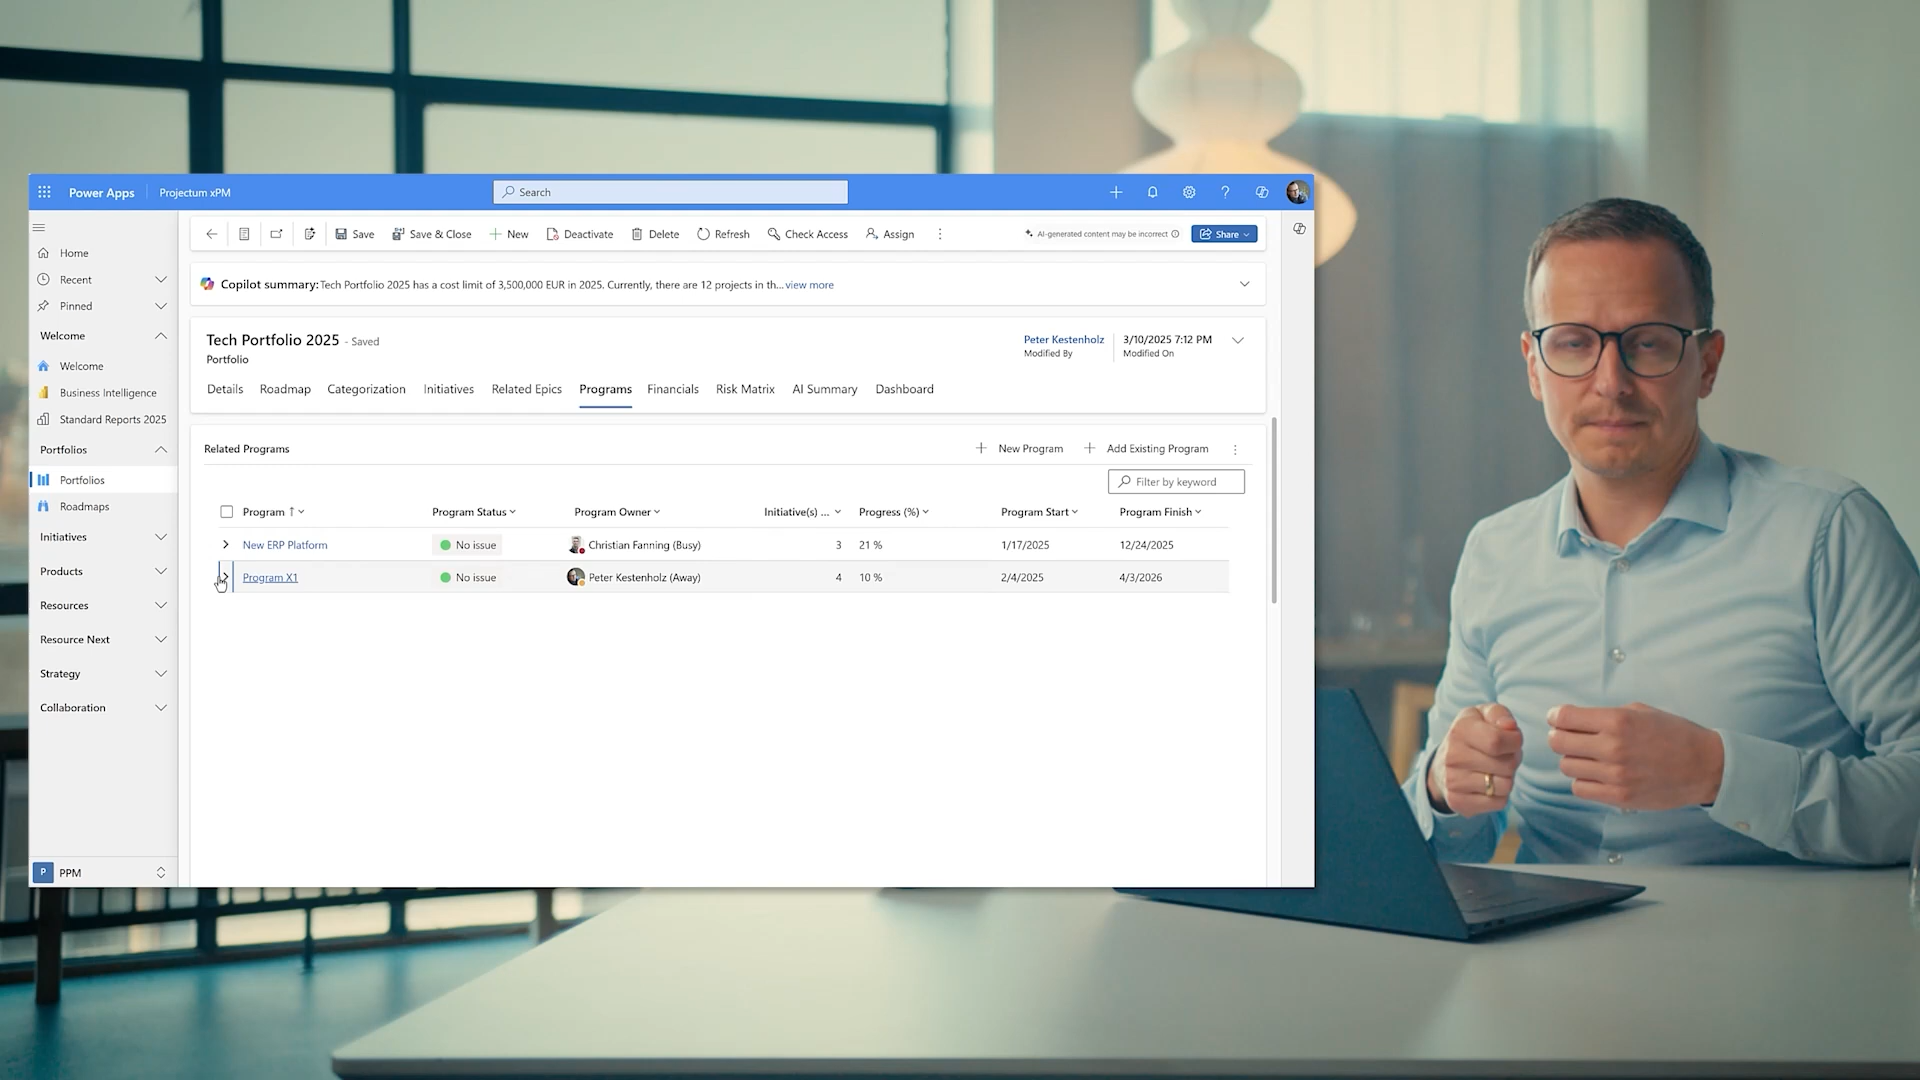 Power Apps
Projectum xPM
Search
Home
Recent
Pinned
Welcome
Welcome
Business Intelligence
Standard Reports 2025
Portfolios
Portfolios
Roadmaps
Initiatives
Products
Resources
Resource Next
Strategy
Collaboration
P PPM
Save
Save & Close
New
Deactivate
Delete
Refresh
Check Access
Assign
AI-generated content may be incorrect
Share
Copilot summary: Tech Portfolio 2025 has a cost limit of 3,500,000 EUR in 2025. Currently, there are 12 projects in th... view more
Tech Portfolio 2025 - Saved
Portfolio
Peter Kestenholz
Modified By
3/10/2025 7:12 PM
Modified On
Details Roadmap Categorization Initiatives Related Epics Programs Financials Risk Matrix AI Summary Dashboard
Related Programs
New Program
Add Existing Program
Filter by keyword
Program Program Status Program Owner Initiative(s) ... Progress (%) Program Start Program Finish
New ERP Platform No issue Christian Fanning (Busy) 3 21 % 1/17/2025 12/24/2025
Program X1 No issue Peter Kestenholz (Away) 4 10 % 2/4/2025 4/3/2026